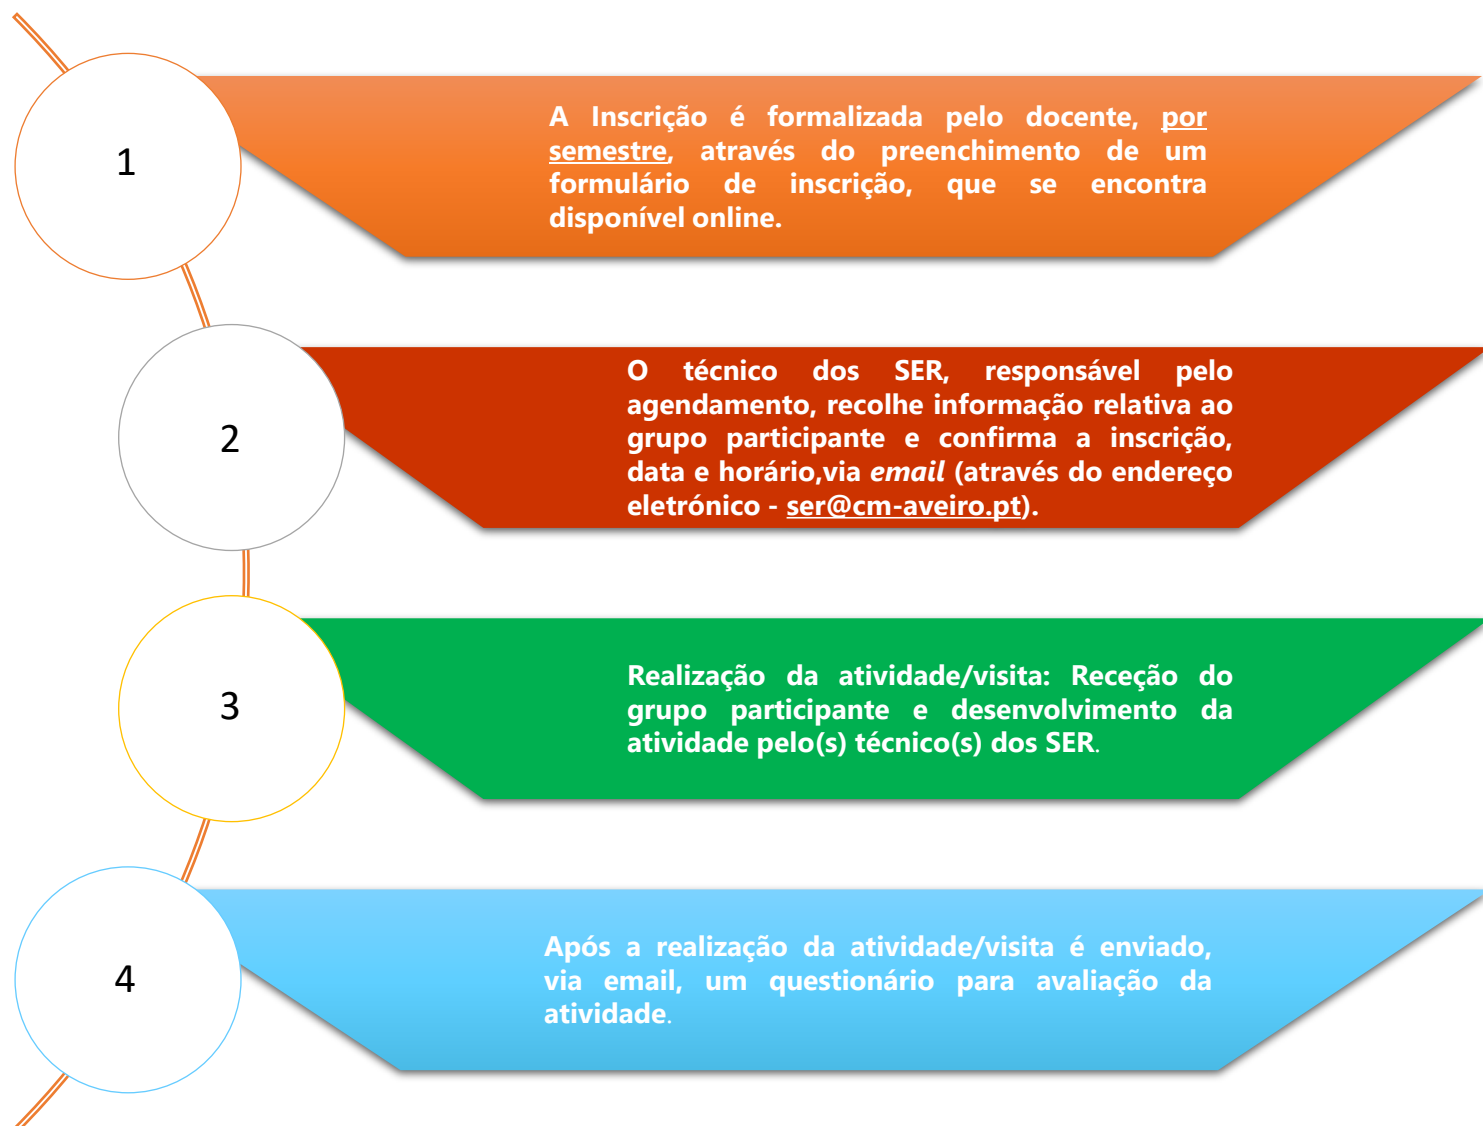 1
A Inscrição é formalizada pelo docente, por
semestre, através do preenchimento de um
formulário de inscrição, que se encontra
disponível online.
2
O técnico dos SER, responsável pelo
agendamento, recolhe informação relativa ao
grupo participante e confirma a inscrição,
data e horário,via email (através do endereço
eletrónico - ser@cm-aveiro.pt).
3
Realização da atividade/visita: Receção do
grupo participante e desenvolvimento da
atividade pelo(s) técnico(s) dos SER.
4
Após a realização da atividade/visita é enviado,
via email, um questionário para avaliação da
atividade.